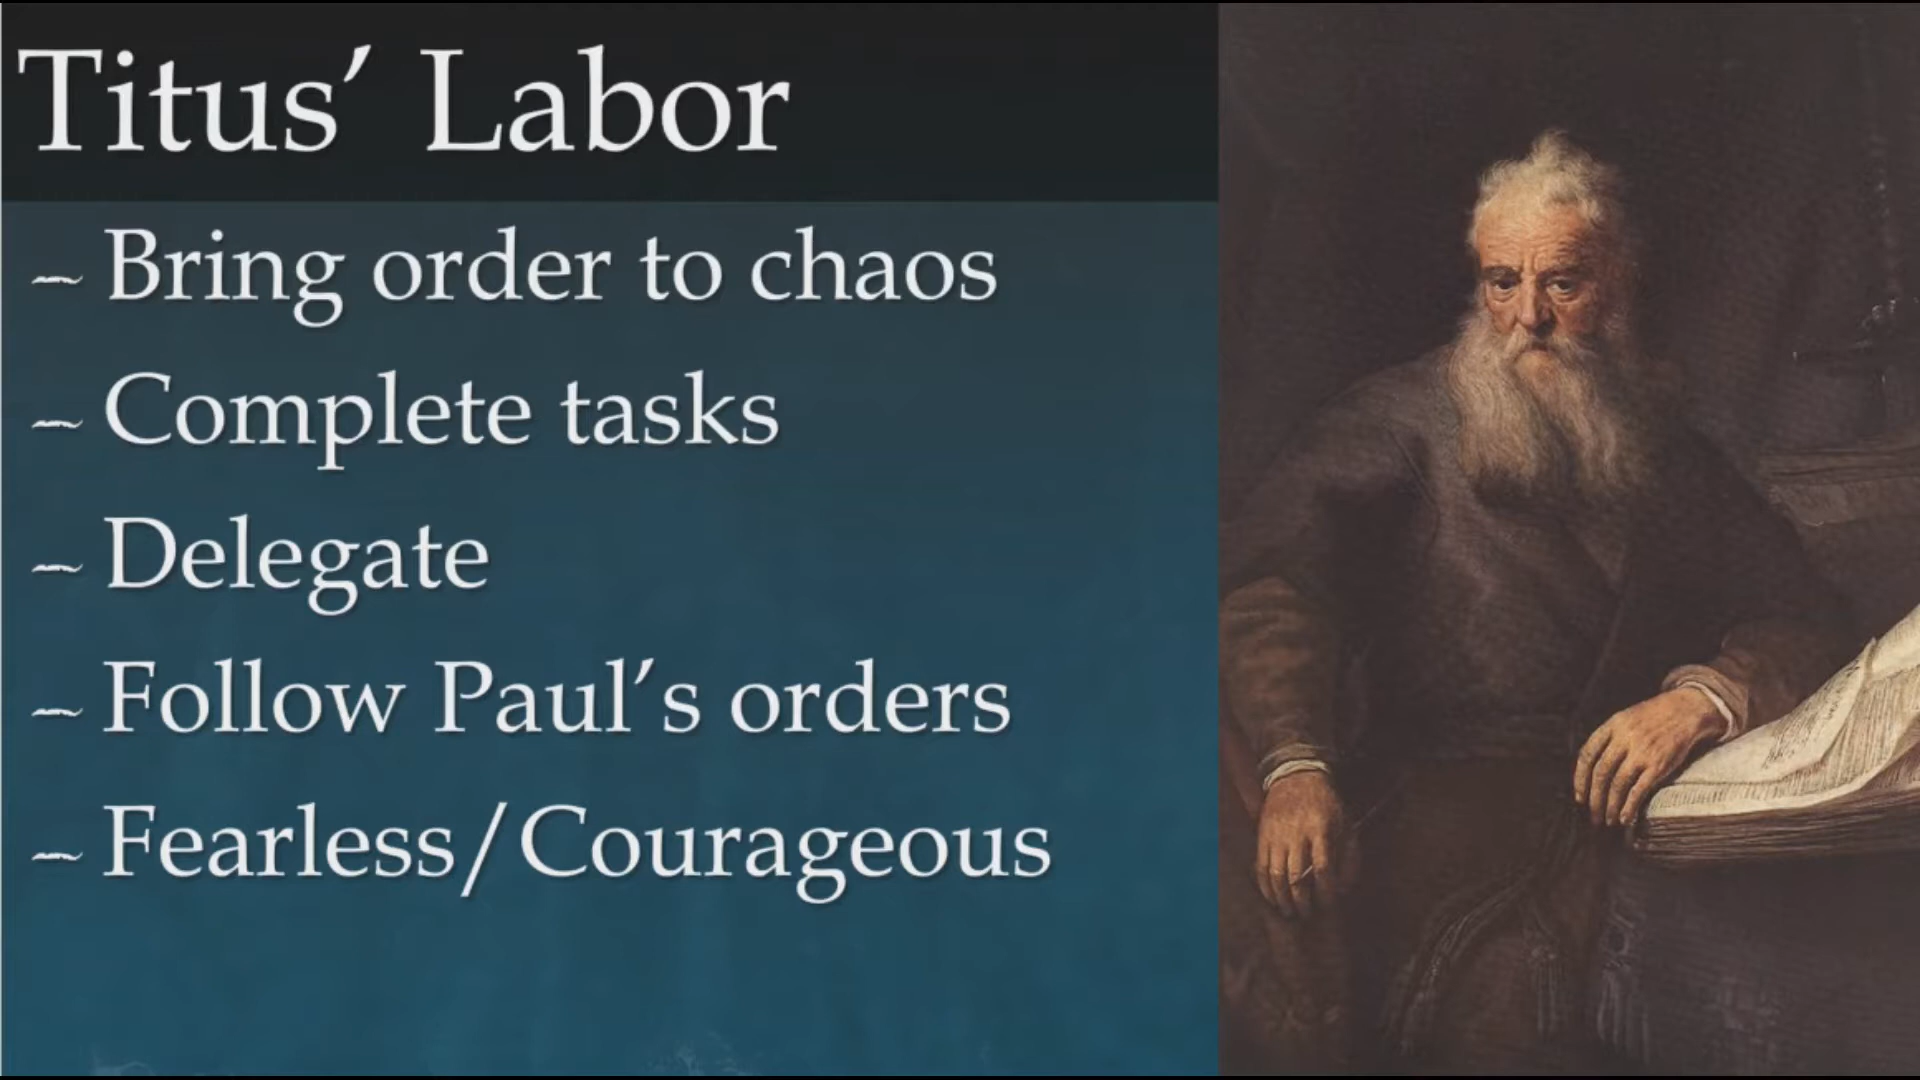 Titus’ Labor
~ Bring order to chaos
~ Complete tasks
~ Delegate
~ Follow Paul’s orders
~ Fearless/Courageous